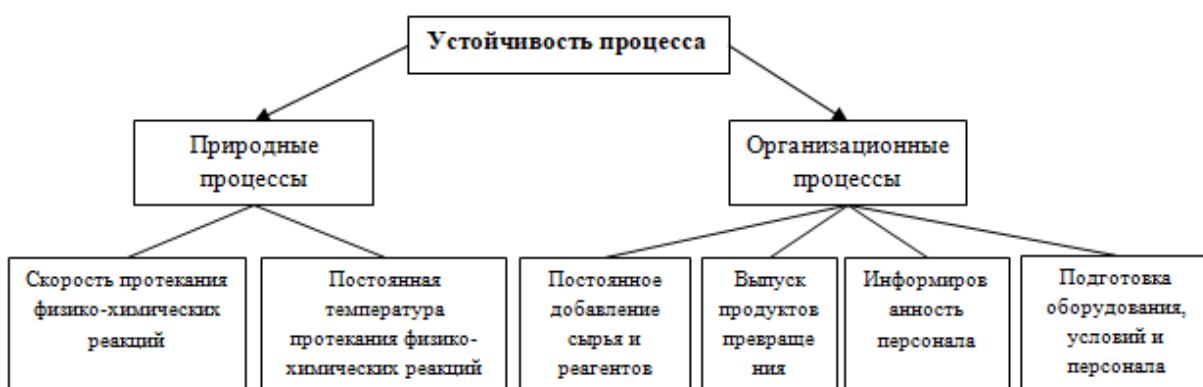 Устойчивость процесса
Природные
процессы
Организационные
процессы
Скорость протекания
физико-химических
реакций
Постоянная
температура
протекания физико-
химических реакций
Постоянное
добавление
сырья и
реагентов
Выпуск
продуктов
превраще
ния
Информиров
анность
персонала
Подготовка
оборудования,
условий и
персонала